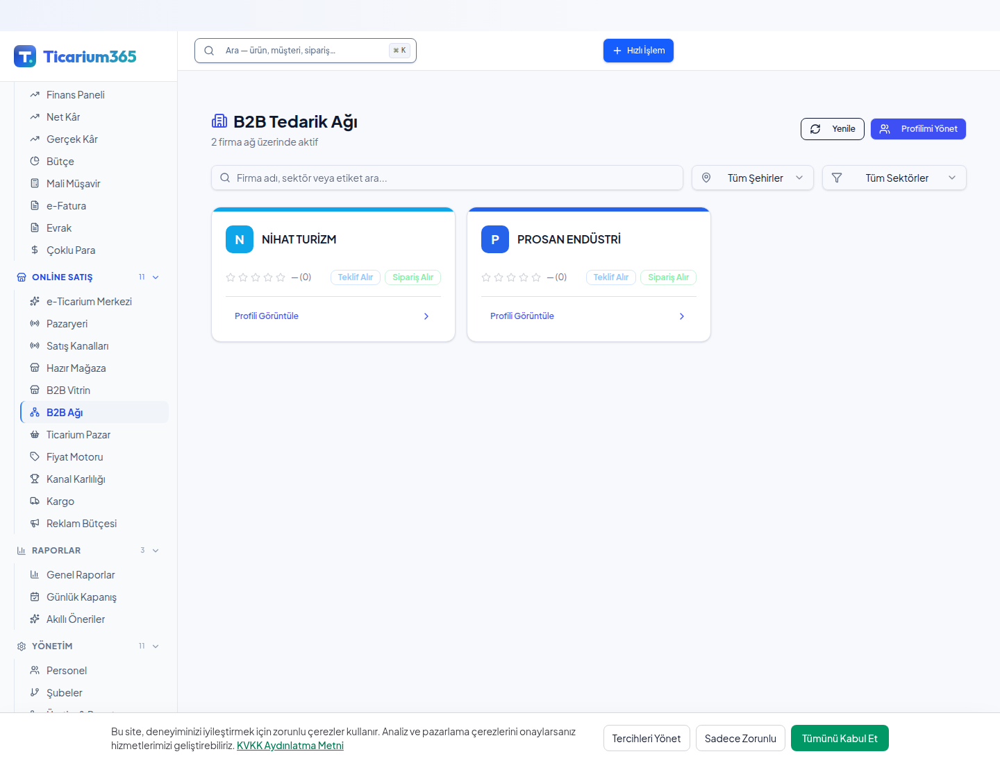 Ticarium365
Ara — ürün, müşteri, sipariş...
⌘ K
Hızlı İşlem
Finans Paneli
Net Kâr
Gerçek Kâr
Bütçe
Mali Müşavir
e-Fatura
Evrak
Çoklu Para
ONLİNE SATIŞ 11
e-Ticarium Merkezi
Pazaryeri
Satış Kanalları
Hazır Mağaza
B2B Vitrin
B2B Ağı
Ticarium Pazar
Fiyat Motoru
Kanal Karlılığı
Kargo
Reklam Bütçesi
RAPORLAR 3
Genel Raporlar
Günlük Kapanış
Akıllı Öneriler
YÖNETİM 11
Personel
Şubeler
B2B Tedarik Ağı
2 firma ağ üzerinde aktif
Yenile
Profilimi Yönet
Firma adı, sektör veya etiket ara...
Tüm Şehirler
Tüm Sektörler
N
NİHAT TURİZM
— (0)
Teklif Alır
Sipariş Alır
Profili Görüntüle
P
PROSAN ENDÜSTRİ
— (0)
Teklif Alır
Sipariş Alır
Profili Görüntüle
Bu site, deneyiminizi iyileştirmek için zorunlu çerezler kullanır. Analiz ve pazarlama çerezlerini onaylarsanız
hizmetlerimizi geliştirebiliriz. KVKK Aydınlatma Metni
Tercihleri Yönet
Sadece Zorunlu
Tümünü Kabul Et